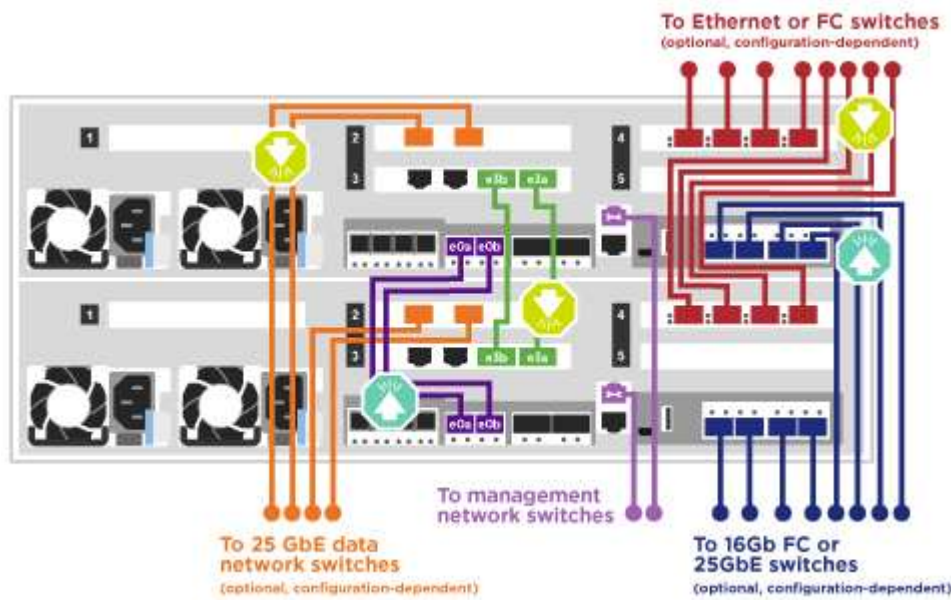 To Ethernet or FC switches
(optional, configuration-dependent)
1
2
4
3
e3b e3a
5
e0a e0b
1
2
4
3
e3b e3a
5
e0a e0b
To management
network switches
To 25 GbE data
network switches
(optional, configuration-dependent)
To 16Gb FC or
25GbE switches
(optional, configuration-dependent)